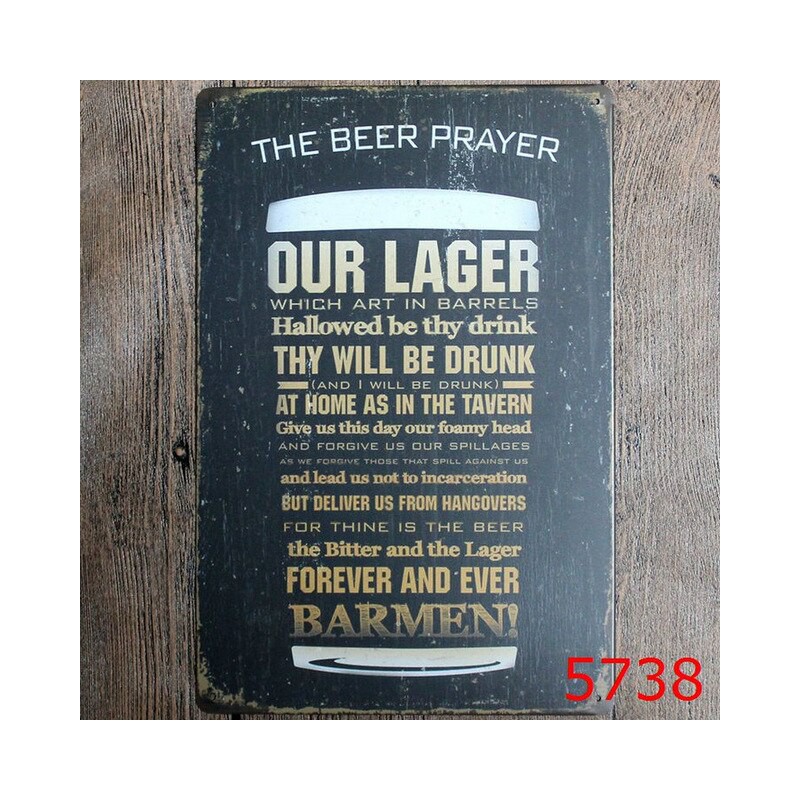 THE BEER PRAYER
OUR LAGER
WHICH ART IN BARRELS
Hallowed be thy drink
THY WILL BE DRUNK
(AND I WILL BE DRUNK)
AT HOME AS IN THE TAVERN
Give us this day our foamy head
AND FORGIVE US OUR SPILLAGES
AS WE FORGIVE THOSE THAT SPILL AGAINST US
and lead us not to incarceration
BUT DELIVER US FROM HANGOVERS
FOR THINE IS THE BEER
the Bitter and the Lager
FOREVER AND EVER
BARMEN!
5738